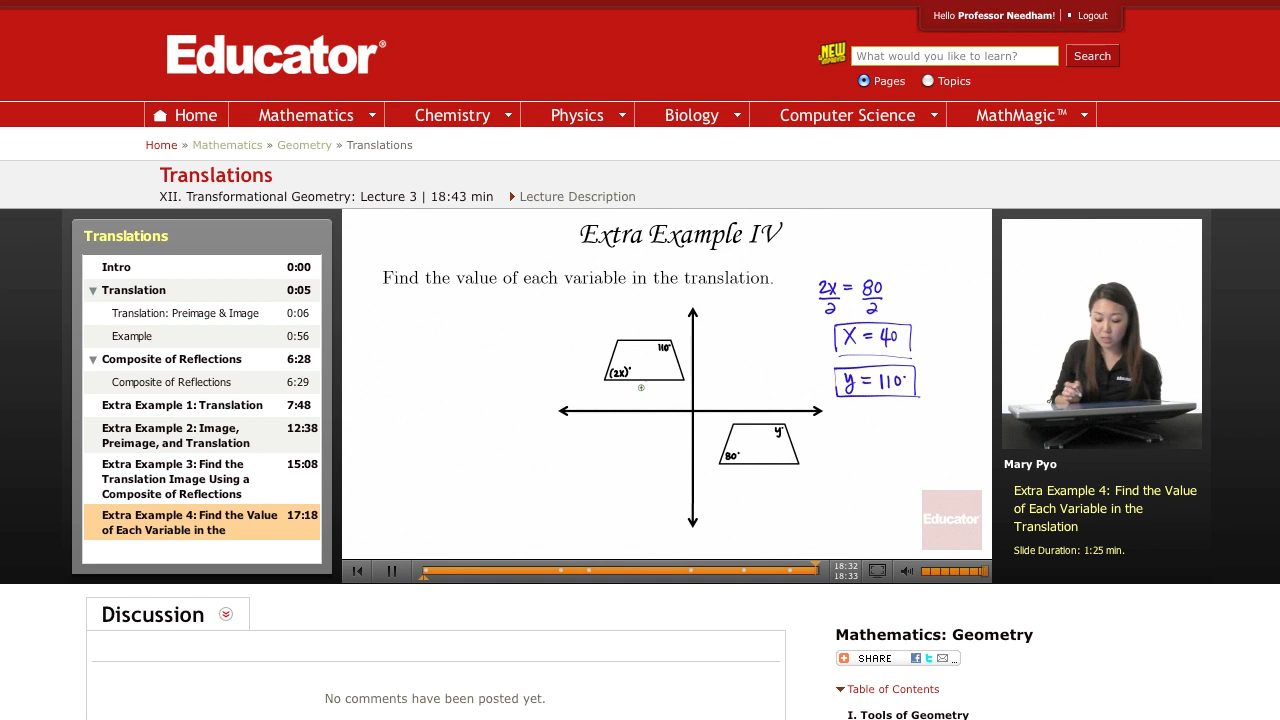 Hello Professor Needham! Logout
Educator®
NEW
What would you like to learn? Search
Pages Topics
Home Mathematics Chemistry Physics Biology Computer Science MathMagic™
Home » Mathematics » Geometry » Translations
Translations
XII. Transformational Geometry: Lecture 3 | 18:43 min Lecture Description
Translations
Intro 0:00
Translation 0:05
Translation: Preimage & Image 0:06
Example 0:56
Composite of Reflections 6:28
Composite of Reflections 6:29
Extra Example 1: Translation 7:48
Extra Example 2: Image, 12:38
Preimage, and Translation
Extra Example 3: Find the 15:08
Translation Image Using a
Composite of Reflections
Extra Example 4: Find the Value 17:18
of Each Variable in the
Extra Example IV
Find the value of each variable in the translation.
2x = 80
2 2
x = 40
y = 110°
110°
(2x)°
y°
80°
Educator
18:32
18:33
Educator
Mary Pyo
Extra Example 4: Find the Value
of Each Variable in the
Translation
Slide Duration: 1:25 min.
Discussion
No comments have been posted yet.
Mathematics: Geometry
SHARE
Table of Contents
I. Tools of Geometry